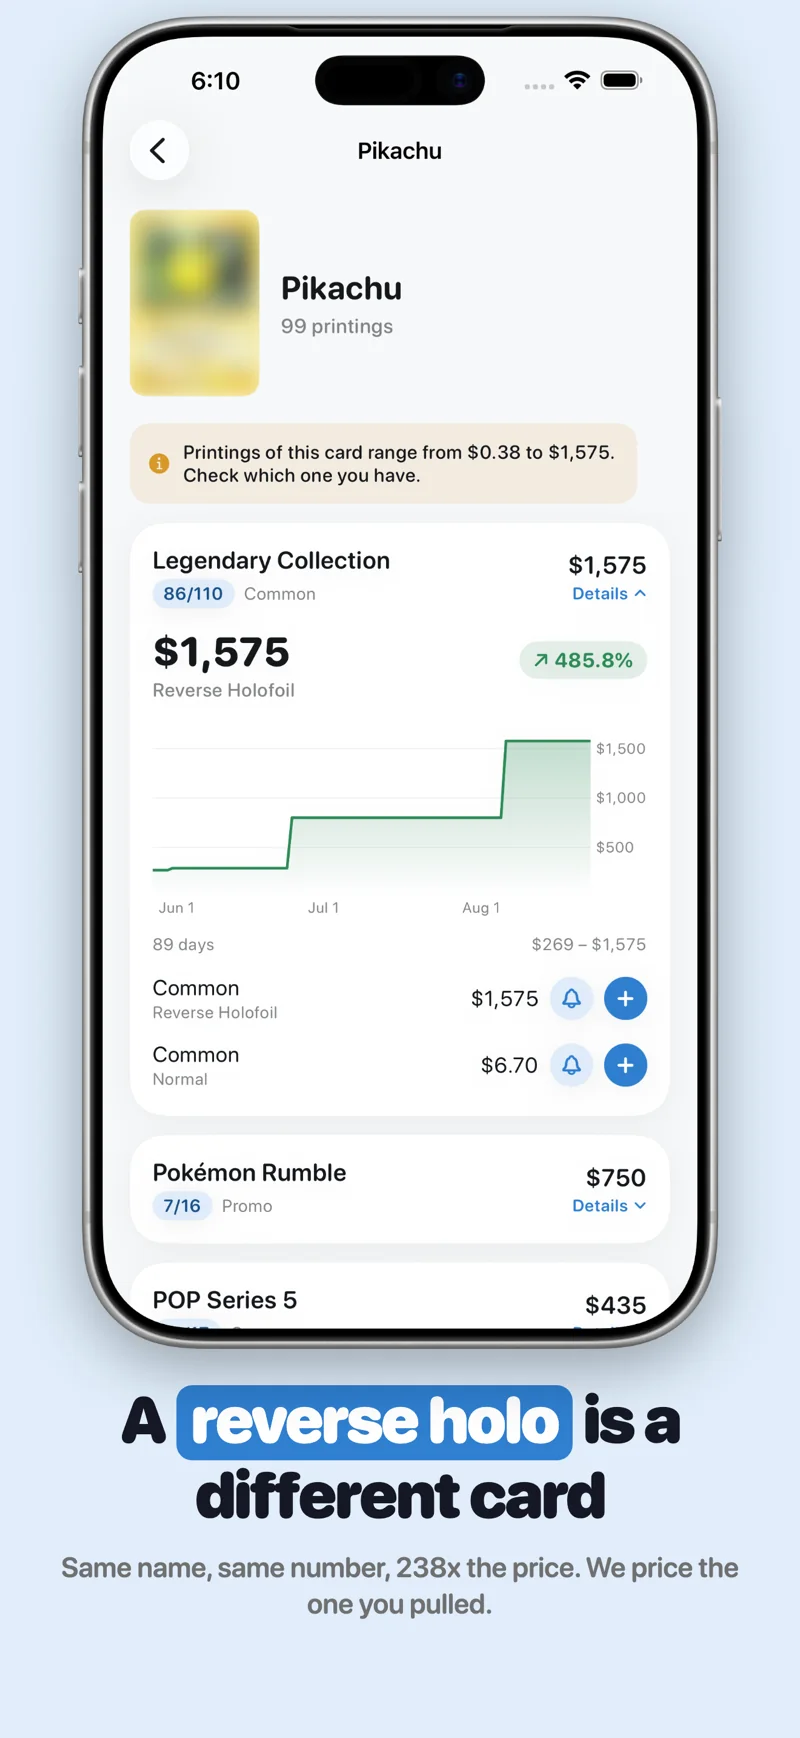 6:10
Pikachu
Pikachu
99 printings
Printings of this card range from $0.38 to $1,575.
Check which one you have.
Legendary Collection
$1,575
86/110 Common
Details
$1,575
485.8%
Reverse Holofoil
$1,500
$1,000
$500
Jun 1 Jul 1 Aug 1
89 days
$269 – $1,575
Common
Reverse Holofoil
$1,575
Common
Normal
$6.70
Pokémon Rumble
$750
7/16 Promo
Details
POP Series 5
$435
A reverse holo is a
different card
Same name, same number, 238x the price. We price the
one you pulled.